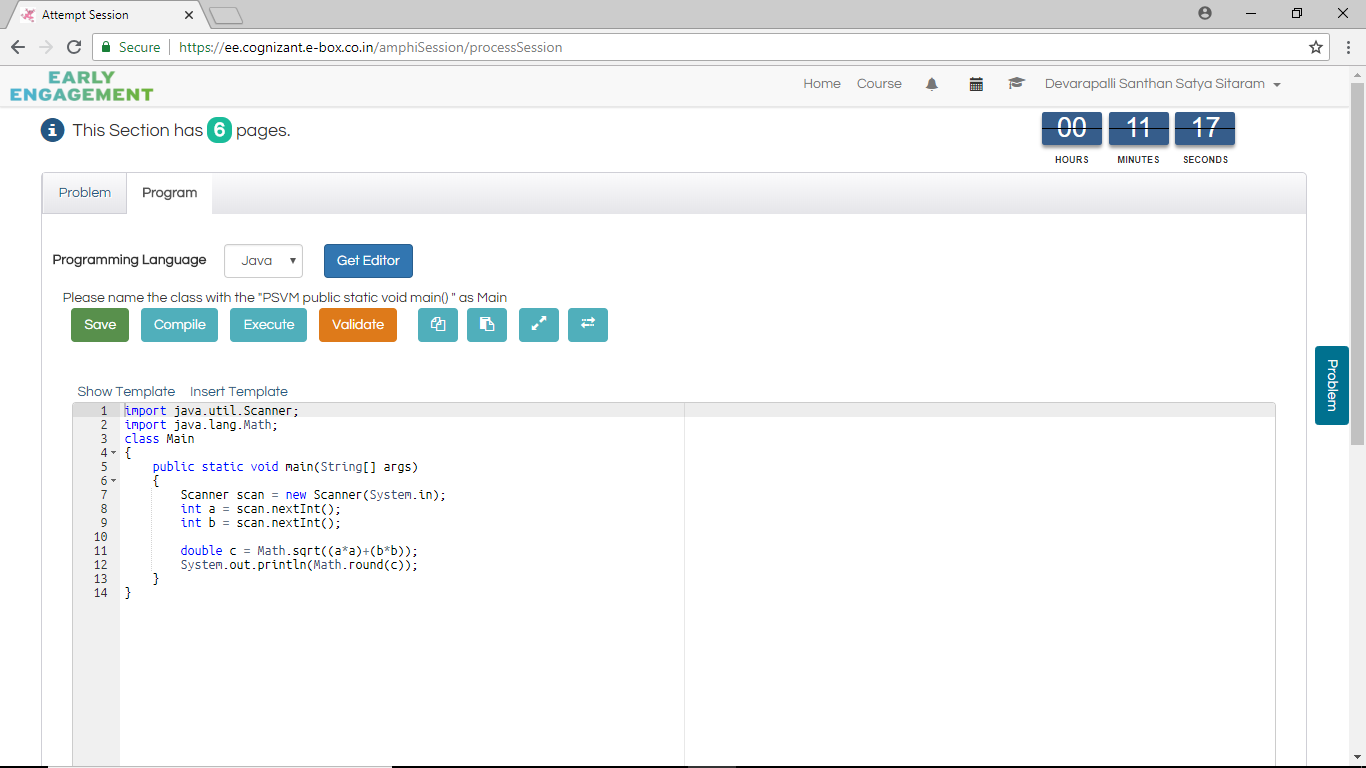 Attempt Session
Secure https://ee.cognizant.e-box.co.in/amphiSession/processSession
EARLY
ENGAGEMENT
Home Course Devarapalli Santhan Satya Sitaram
This Section has 6 pages.
00 11 17
HOURS MINUTES SECONDS
Problem Program
Programming Language Java Get Editor
Please name the class with the "PSVM public static void main() " as Main
Save Compile Execute Validate
Problem
Show Template Insert Template
1 import java.util.Scanner;
2 import java.lang.Math;
3 class Main
4 {
5 public static void main(String[] args)
6 {
7 Scanner scan = new Scanner(System.in);
8 int a = scan.nextInt();
9 int b = scan.nextInt();
10
11 double c = Math.sqrt((a*a)+(b*b));
12 System.out.println(Math.round(c));
13 }
14 }